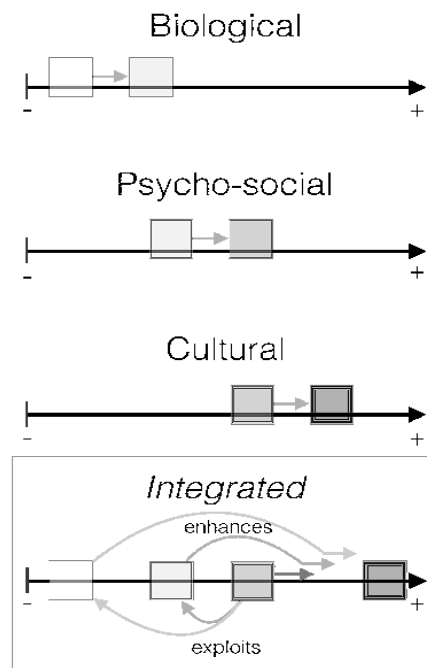 Biological
- +
Psycho-social
- +
Cultural
- +
Integrated
enhances
- +
exploits